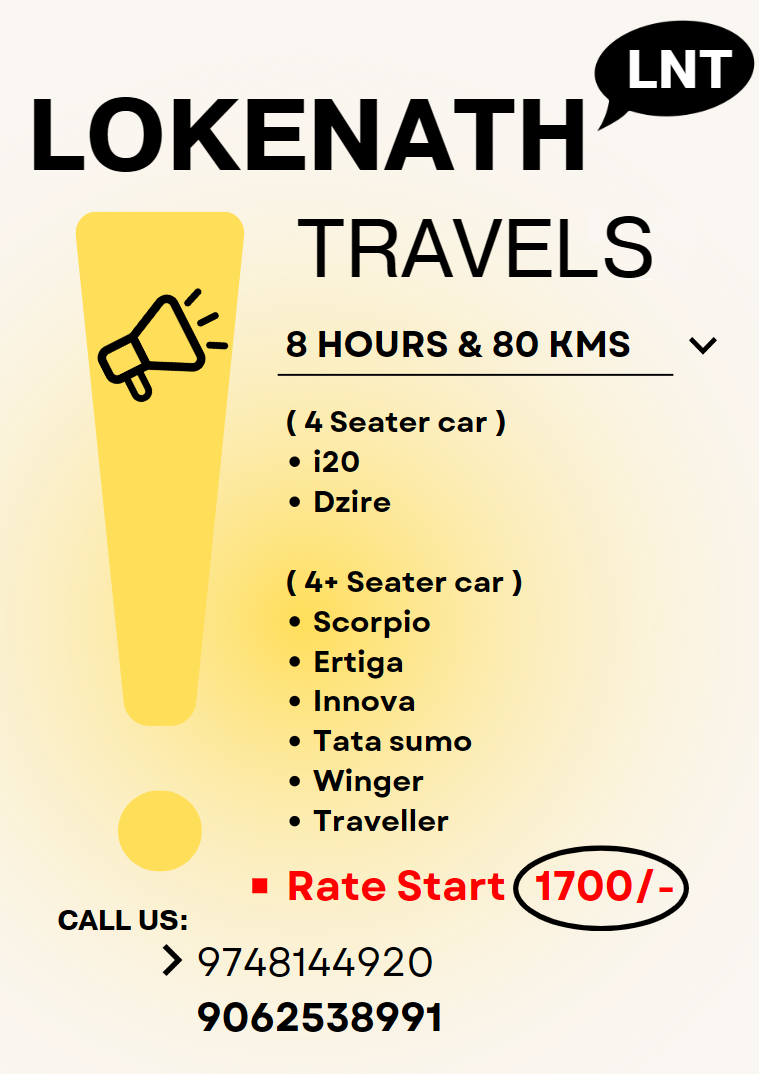 LNT
LOKENATH
TRAVELS
8 HOURS & 80 KMS
( 4 Seater car )
• i20
• Dzire
( 4+ Seater car )
• Scorpio
• Ertiga
• Innova
• Tata sumo
• Winger
• Traveller
Rate Start 1700/-
CALL US:
9748144920
9062538991